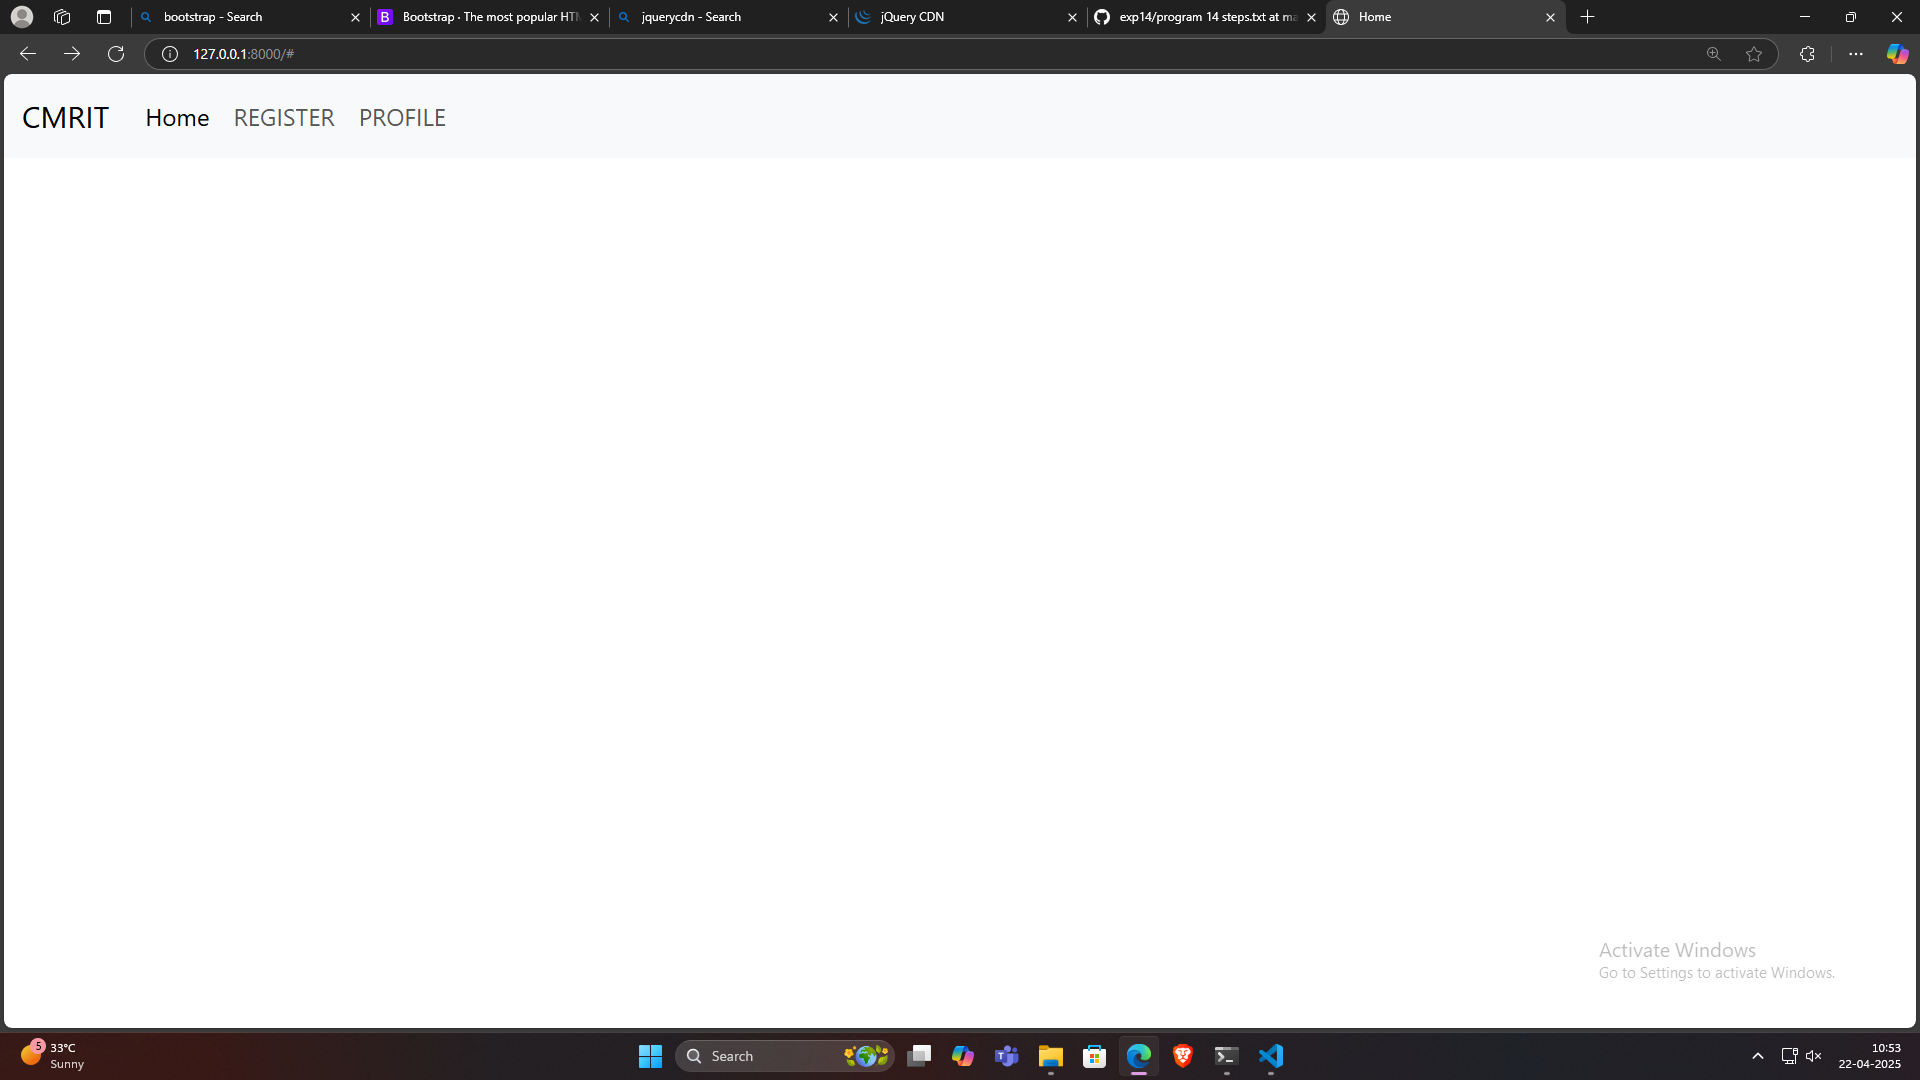 bootstrap - Search
Bootstrap · The most popular HTM
jquerycdn - Search
jQuery CDN
exp14/program 14 steps.txt at ma
Home
127.0.0.1:8000/#
CMRIT Home REGISTER PROFILE
Activate Windows
Go to Settings to activate Windows.
5
33°C
Sunny
Search
10:53
22-04-2025